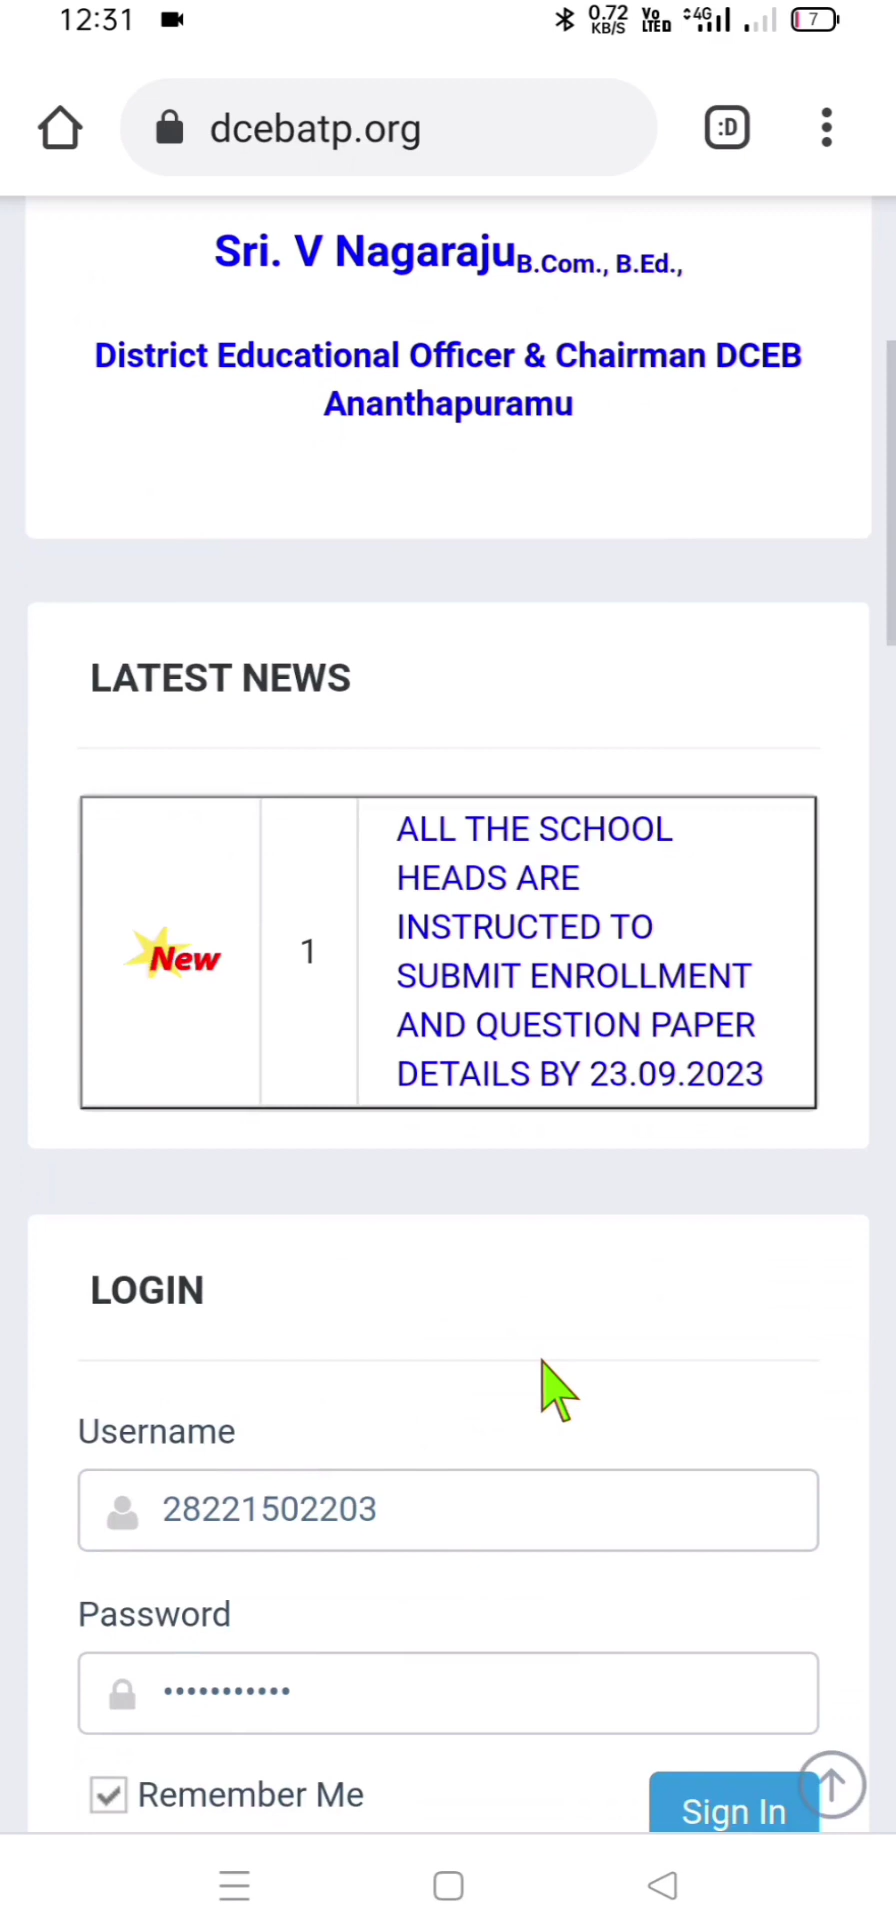 12:31 0.72 KB/S Vo LTED 4G 7
:D
dcebatp.org
Sri. V Nagaraju B.Com., B.Ed.,
District Educational Officer & Chairman DCEB
Ananthapuramu
LATEST NEWS
ALL THE SCHOOL
HEADS ARE
INSTRUCTED TO
New 1
SUBMIT ENROLLMENT
AND QUESTION PAPER
DETAILS BY 23.09.2023
LOGIN
Username
28221502203
Password
•••••••••••
Remember Me
Sign In